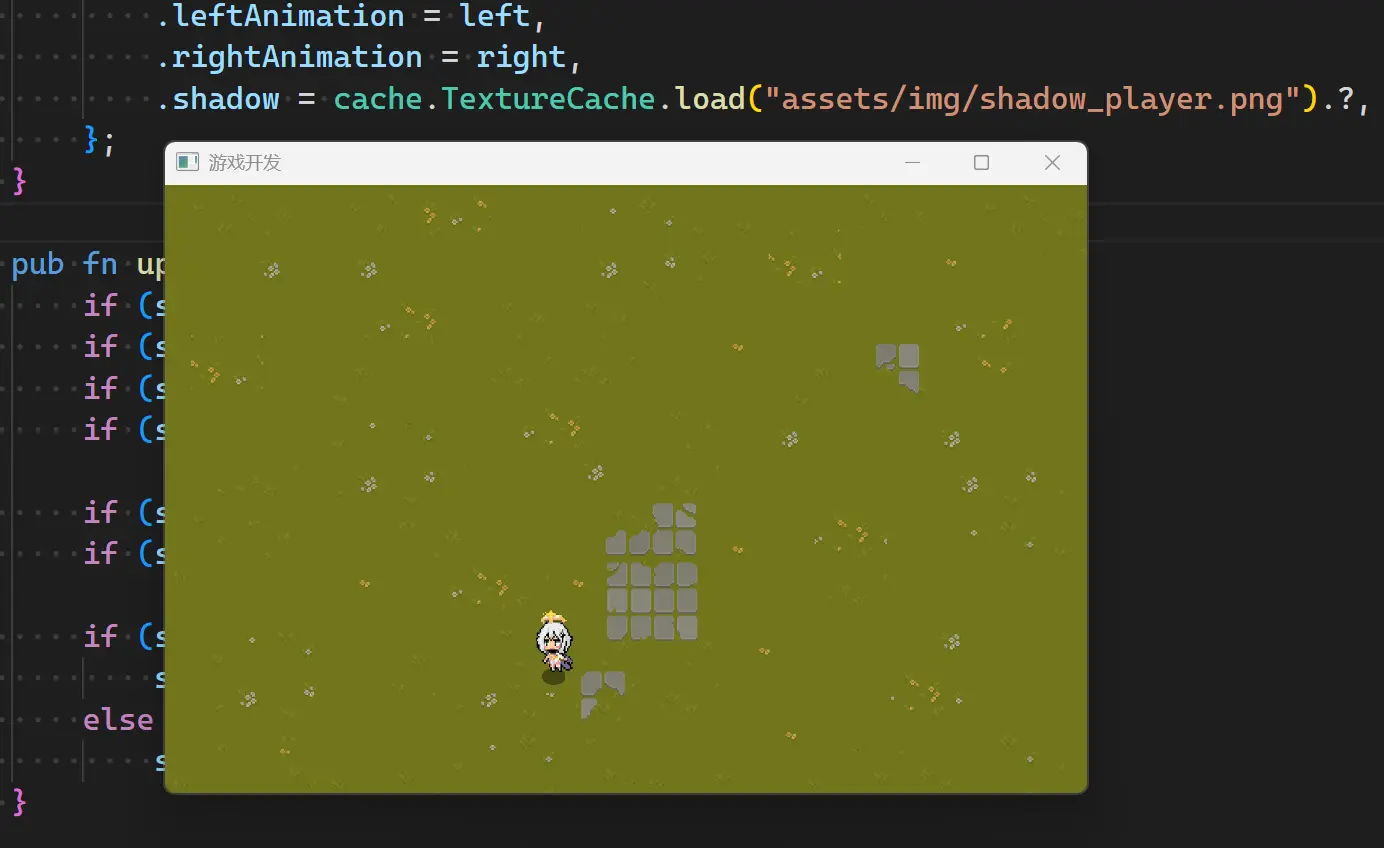 .leftAnimation = left,
.rightAnimation = right,
.shadow = cache.TextureCache.load("assets/img/shadow_player.png").?,
};
}
游戏开发
pub fn up
if (s
if (s
if (s
if (s
if (s
if (s
if (s
s
else
s
}